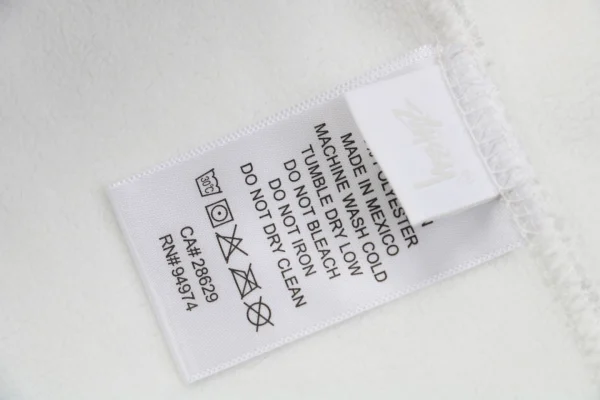 % POLYESTER
MADE IN MEXICO
MACHINE WASH COLD
TUMBLE DRY LOW
DO NOT BLEACH
DO NOT IRON
DO NOT DRY CLEAN
30°C
CA# 28629
RN# 94974